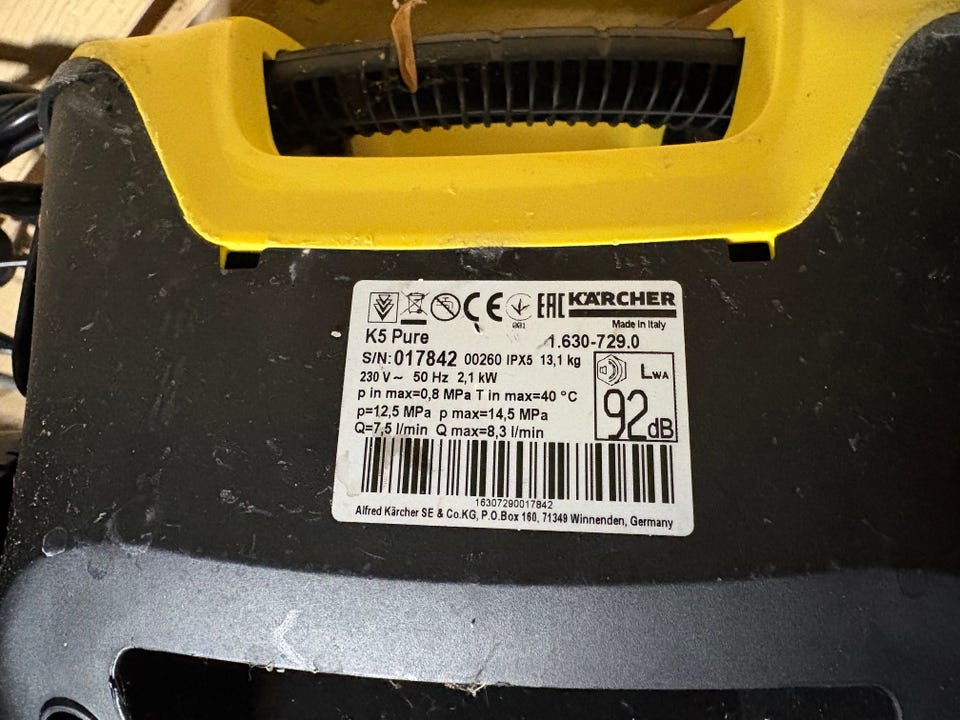 CE 001 EAC KÄRCHER
Made in Italy
K5 Pure 1.630-729.0
S/N: 017842 00260 IPX5 13,1 kg
230 V ~ 50 Hz 2,1 kW
p in max=0,8 MPa T in max=40 °C
p=12,5 MPa p max=14,5 MPa
Q=7,5 l/min Q max=8,3 l/min
LWA
92dB
16307290017842
Alfred Kärcher SE & Co.KG, P.O.Box 160, 71349 Winnenden, Germany